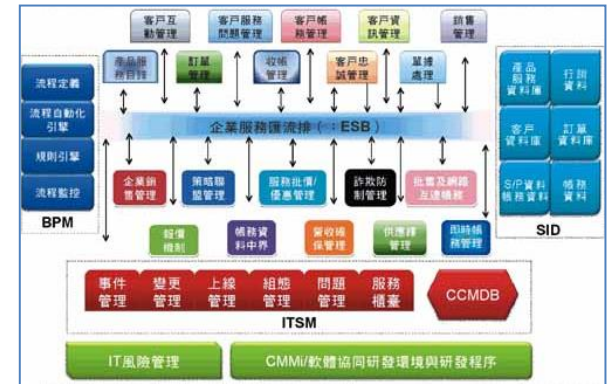 客戶互
動管理
客戶服務
問題管理
客戶帳
務管理
客戶資
訊管理
銷售
管理
產品服
務目錄
訂單
管理
收帳
管理
客戶忠
誠管理
單據
處理
企業服務匯流排（：ESB）
流程定義
流程自動化
引擎
規則引擎
流程監控
BPM
產品
服務
資料庫
行銷
資料
客戶
資料庫
訂單
資料庫
S/P資料
帳務資料
帳務
資料
SID
企業銷
售管理
策略聯
盟管理
服務批價/
優惠管理
詐欺防
制管理
批售及網路
互連帳務
報償
機制
帳務資
料中界
營收確
保管理
供應鏈
管理
即時帳
務管理
事件
管理
變更
管理
上線
管理
組態
管理
問題
管理
服務
櫃臺
ITSM
CCMDB
IT風險管理
CMMi/軟體協同研發環境與研發程序